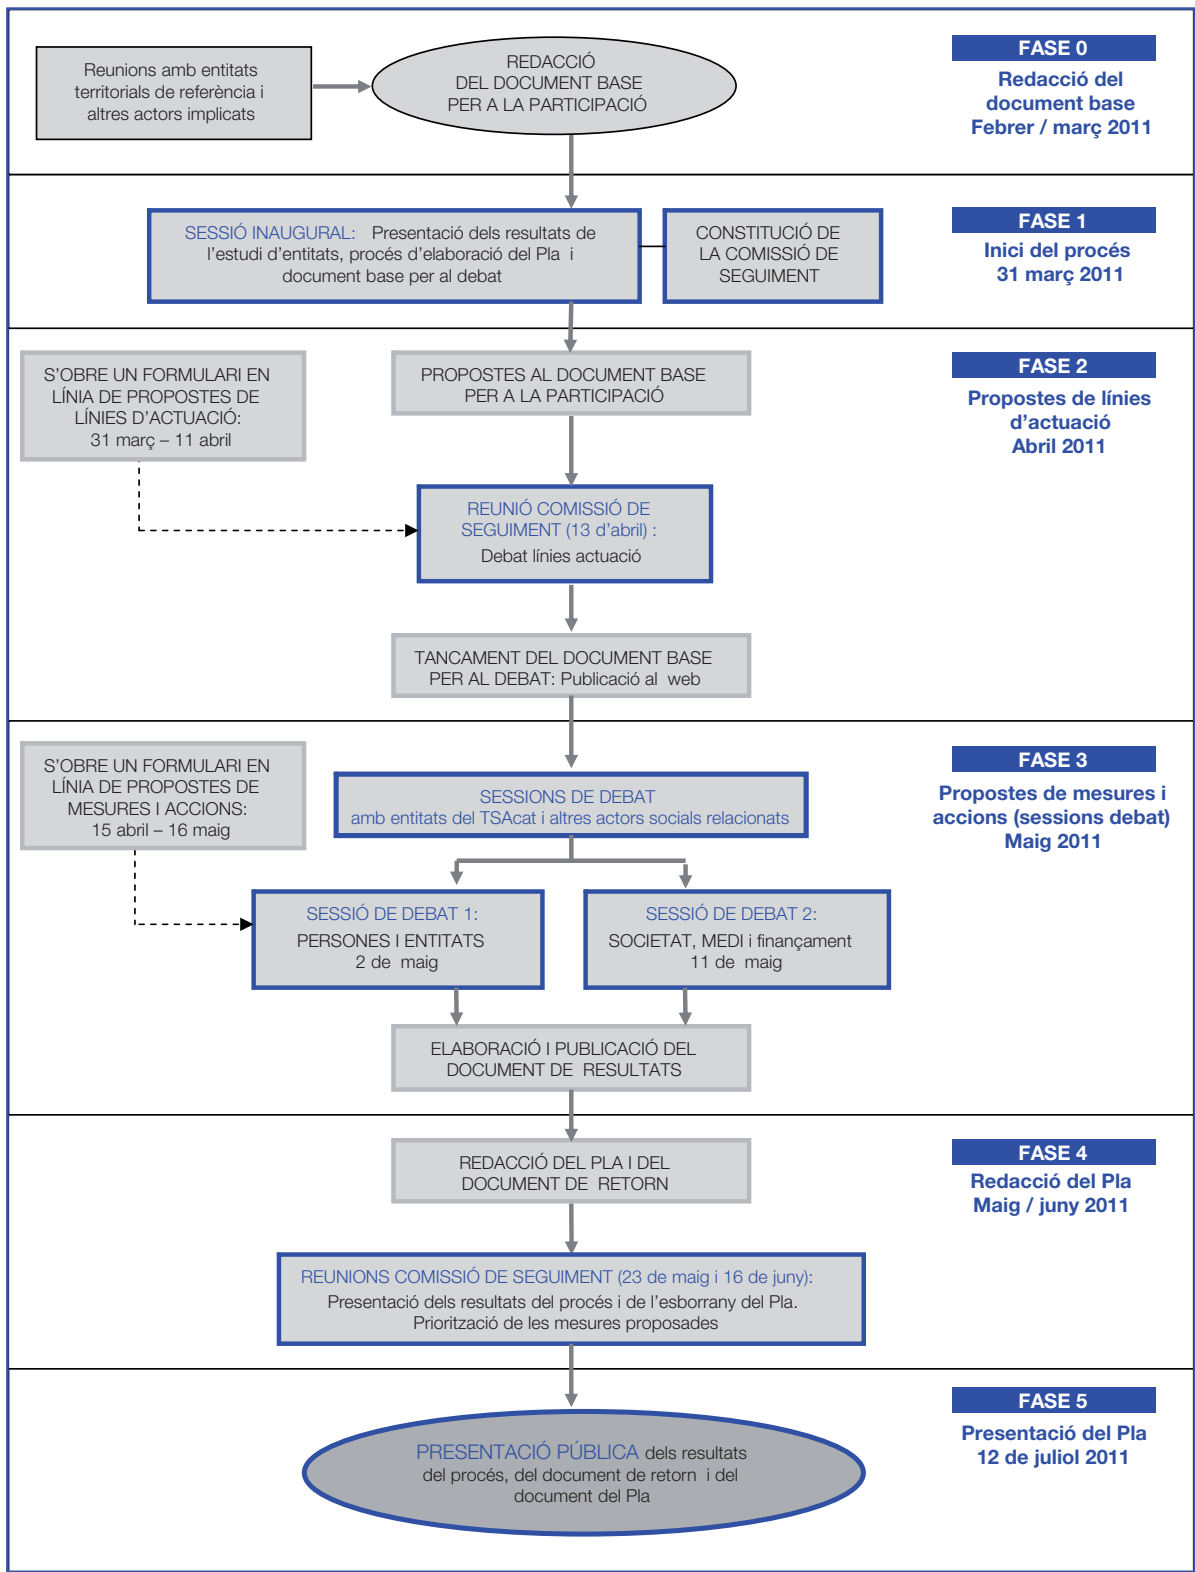 Reunions amb entitats
territorials de referència i
altres actors implicats
REDACCIÓ
DEL DOCUMENT BASE
PER A LA PARTICIPACIÓ
FASE 0
Redacció del
document base
Febrer / març 2011
SESSIÓ INAUGURAL: Presentació dels resultats de
l’estudi d’entitats, procés d’elaboració del Pla i
document base per al debat
CONSTITUCIÓ DE
LA COMISSIÓ DE
SEGUIMENT
FASE 1
Inici del procés
31 març 2011
S’OBRE UN FORMULARI EN
LÍNIA DE PROPOSTES DE
LÍNIES D’ACTUACIÓ:
31 març – 11 abril
PROPOSTES AL DOCUMENT BASE
PER A LA PARTICIPACIÓ
FASE 2
Propostes de línies
d’actuació
Abril 2011
REUNIÓ COMISSIÓ DE
SEGUIMENT (13 d’abril) :
Debat línies actuació
TANCAMENT DEL DOCUMENT BASE
PER AL DEBAT: Publicació al web
S’OBRE UN FORMULARI EN
LÍNIA DE PROPOSTES DE
MESURES I ACCIONS:
15 abril – 16 maig
SESSIONS DE DEBAT
amb entitats del TSAcat i altres actors socials relacionats
FASE 3
Propostes de mesures i
accions (sessions debat)
Maig 2011
SESSIÓ DE DEBAT 1:
PERSONES I ENTITATS
2 de maig
SESSIÓ DE DEBAT 2:
SOCIETAT, MEDI i finançament
11 de maig
ELABORACIÓ I PUBLICACIÓ DEL
DOCUMENT DE RESULTATS
REDACCIÓ DEL PLA I DEL
DOCUMENT DE RETORN
FASE 4
Redacció del Pla
Maig / juny 2011
REUNIONS COMISSIÓ DE SEGUIMENT (23 de maig i 16 de juny):
Presentació dels resultats del procés i de l’esborrany del Pla.
Priorització de les mesures proposades
FASE 5
Presentació del Pla
12 de juliol 2011
PRESENTACIÓ PÚBLICA dels resultats
del procés, del document de retorn i del
document del Pla